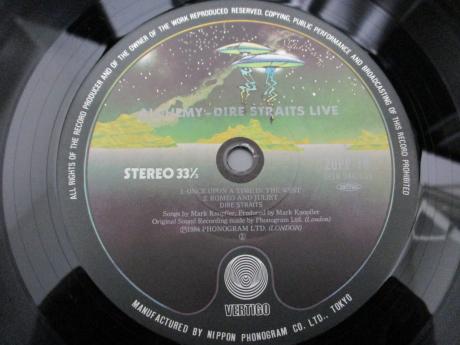 ALL RIGHTS OF THE RECORD PRODUCER AND OF THE OWNER OF THE WORK REPRODUCED RESERVED. COPYING, PUBLIC PERFORMANCE AND BROADCASTING OF THIS RECORD PROHIBITED
ALCHEMY - DIRE STRAITS LIVE
STEREO 33⅓
1. ONCE UPON A TIME IN THE WEST
2. ROMEO AND JULIET
DIRE STRAITS
Songs by Mark Knopfler, Produced by Mark Knopfler
Original Sound Recording made by Phonogram Ltd. (London)
Ⓟ1984 PHONOGRAM LTD. (LONDON)
VERTIGO
MANUFACTURED BY NIPPON PHONOGRAM CO. LTD., TOKYO